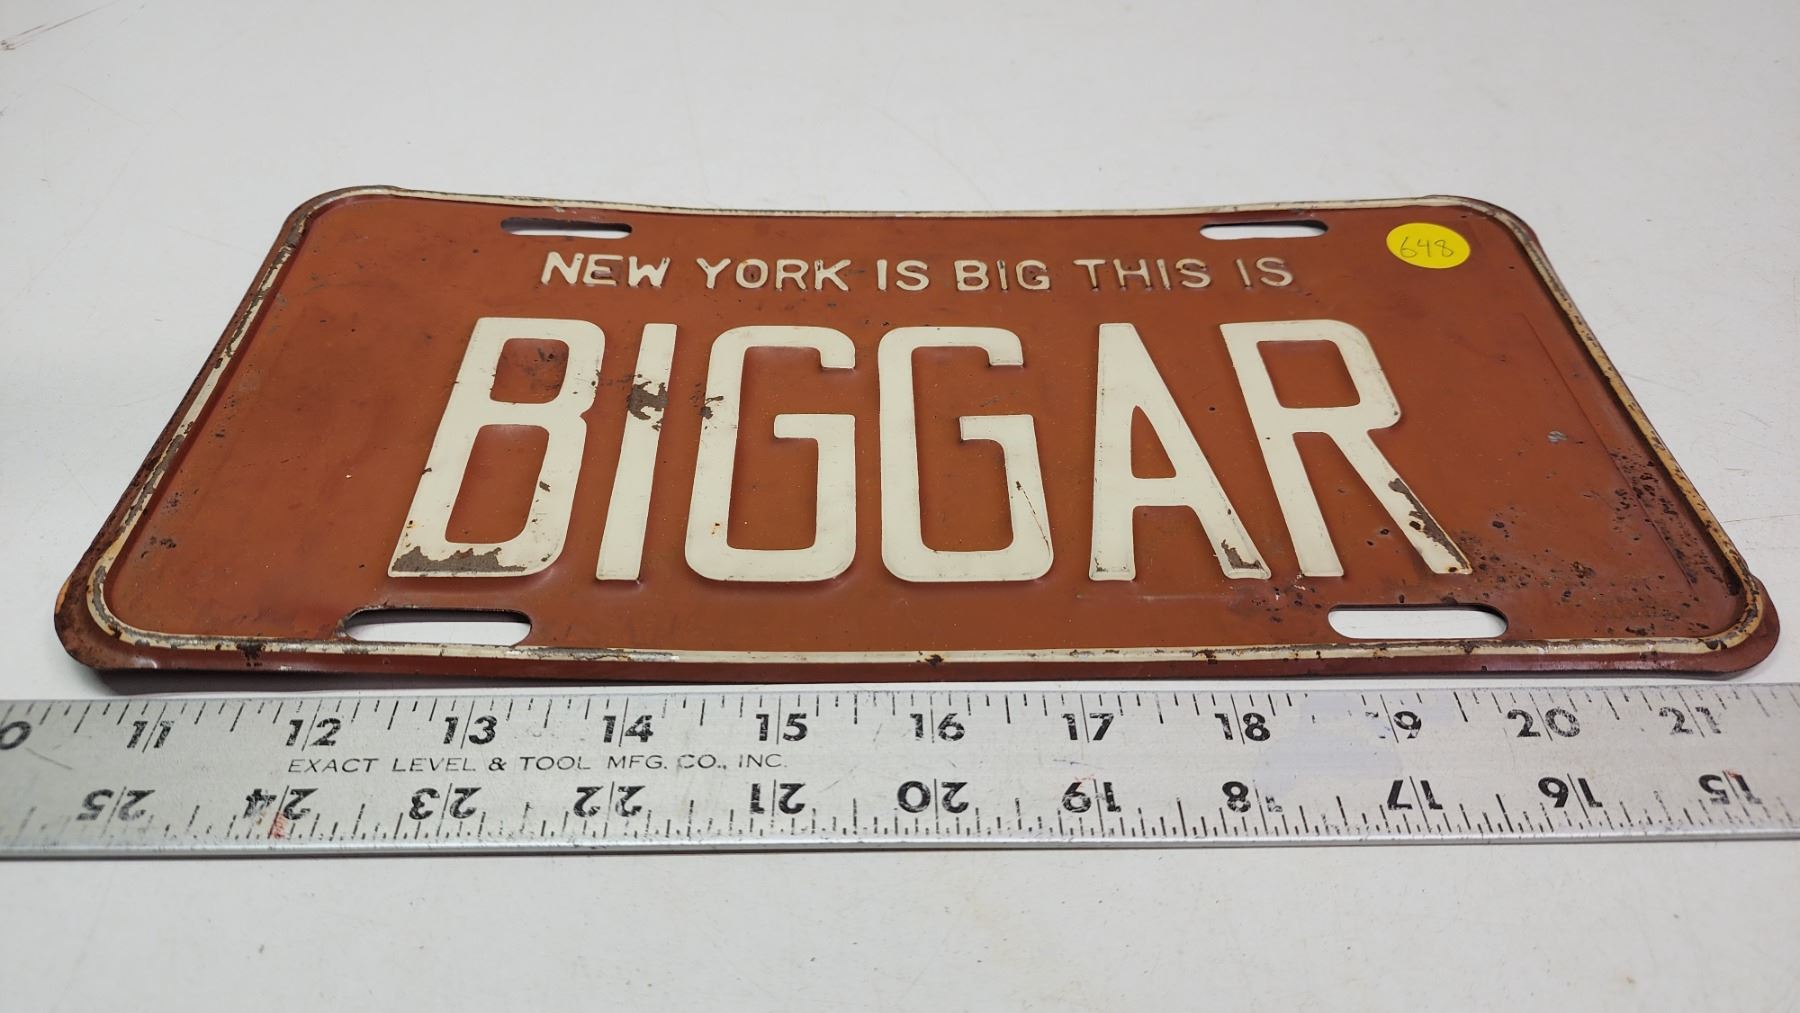 648
NEW YORK IS BIG THIS IS
BIGGAR
0 11 12 13 14 15 16 17 18 19 20 21
EXACT LEVEL & TOOL MFG. CO., INC.
25 24 23 22 21 20 19 18 17 16 15